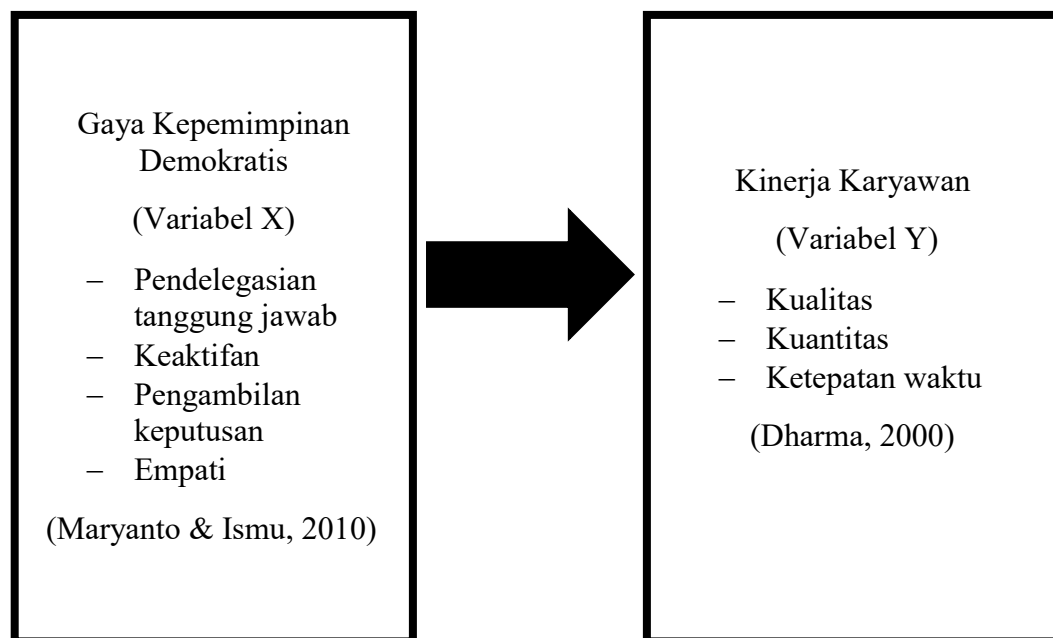 Gaya Kepemimpinan
Demokratis
(Variabel X)
– Pendelegasian
tanggung jawab
– Keaktifan
– Pengambilan
keputusan
– Empati
(Maryanto & Ismu, 2010)
Kinerja Karyawan
(Variabel Y)
– Kualitas
– Kuantitas
– Ketepatan waktu
(Dharma, 2000)